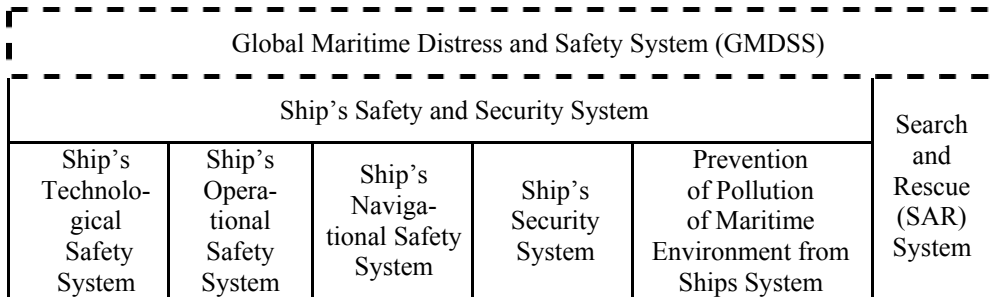 Global Maritime Distress and Safety System (GMDSS)
Ship’s Safety and Security System
Ship’s
Technolo-
gical
Safety
System
Ship’s
Opera-
tional
Safety
System
Ship’s
Naviga-
tional Safety
System
Ship’s
Security
System
Prevention
of Pollution
of Maritime
Environment from
Ships System
Search
and
Rescue
(SAR)
System